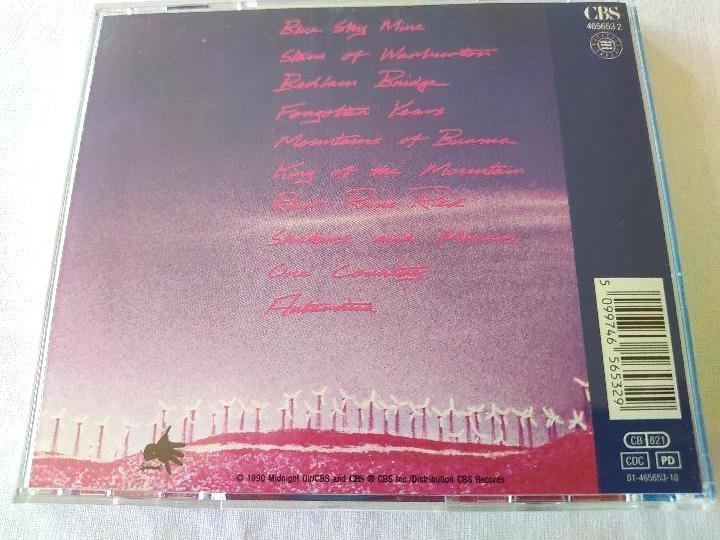 Blue Sky Mine
Stars of Warburton
Bedlam Bridge
Forgotten Years
Mountains of Burma
King of the Mountain
River Runs Red
Shakers and Movers
One Country
Antarctica
CBS
465653 2
5 099746 565329
CB 821
CDC PD
01-465653-10
© 1990 Midnight Oil/CBS and CBS ℗ CBS Inc./Distribution CBS Records